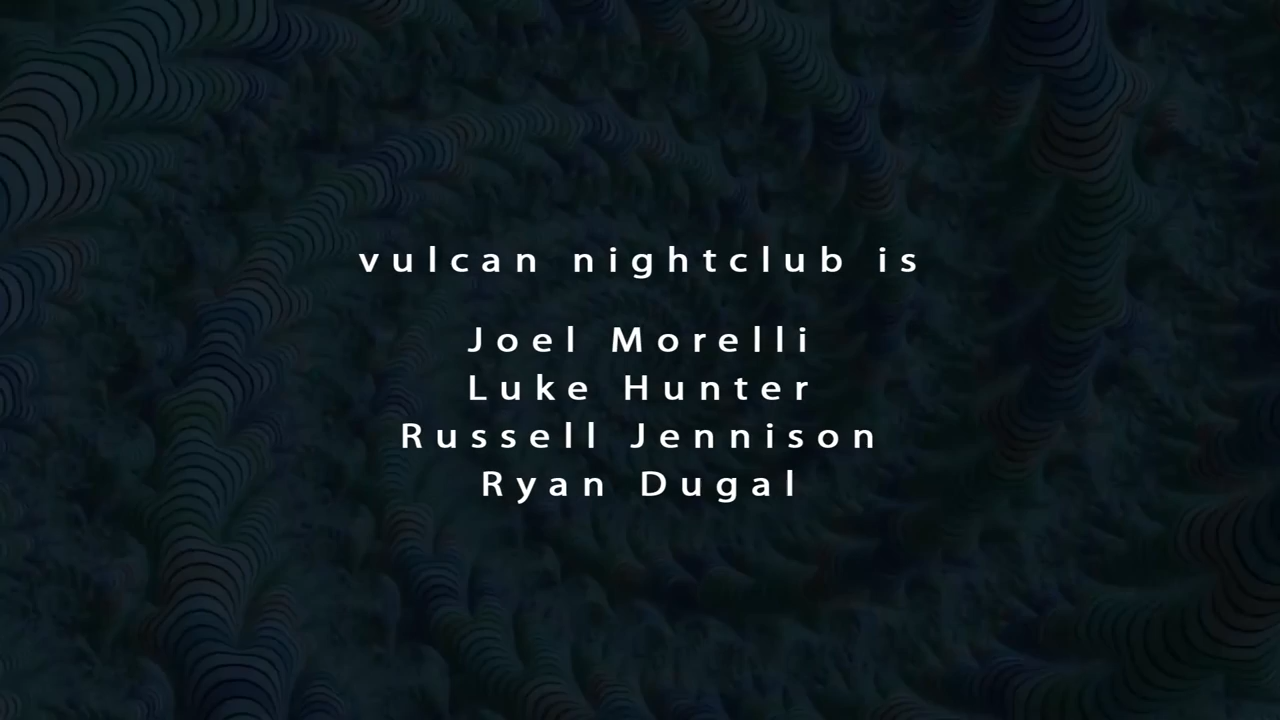 vulcan nightclub is
Joel Morelli
Luke Hunter
Russell Jennison
Ryan Dugal